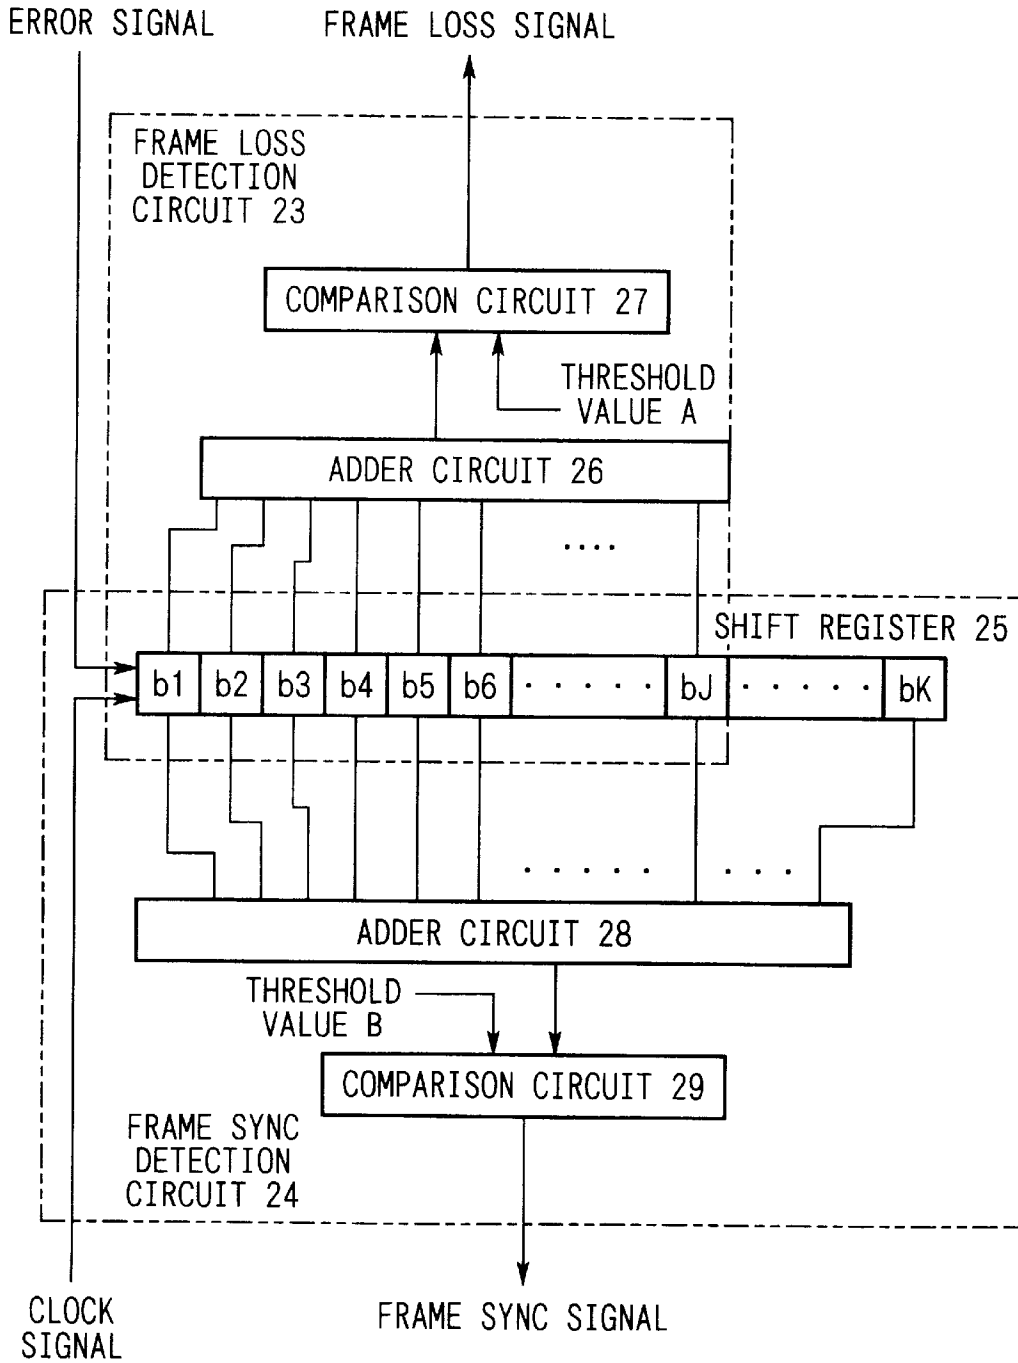 ERROR SIGNAL
FRAME LOSS SIGNAL
FRAME LOSS
DETECTION
CIRCUIT 23
COMPARISON CIRCUIT 27
THRESHOLD
VALUE A
ADDER CIRCUIT 26
....
SHIFT REGISTER 25
b1 b2 b3 b4 b5 b6 ..... bJ ..... bK
..... ...
ADDER CIRCUIT 28
THRESHOLD
VALUE B
COMPARISON CIRCUIT 29
FRAME SYNC
DETECTION
CIRCUIT 24
CLOCK
SIGNAL
FRAME SYNC SIGNAL